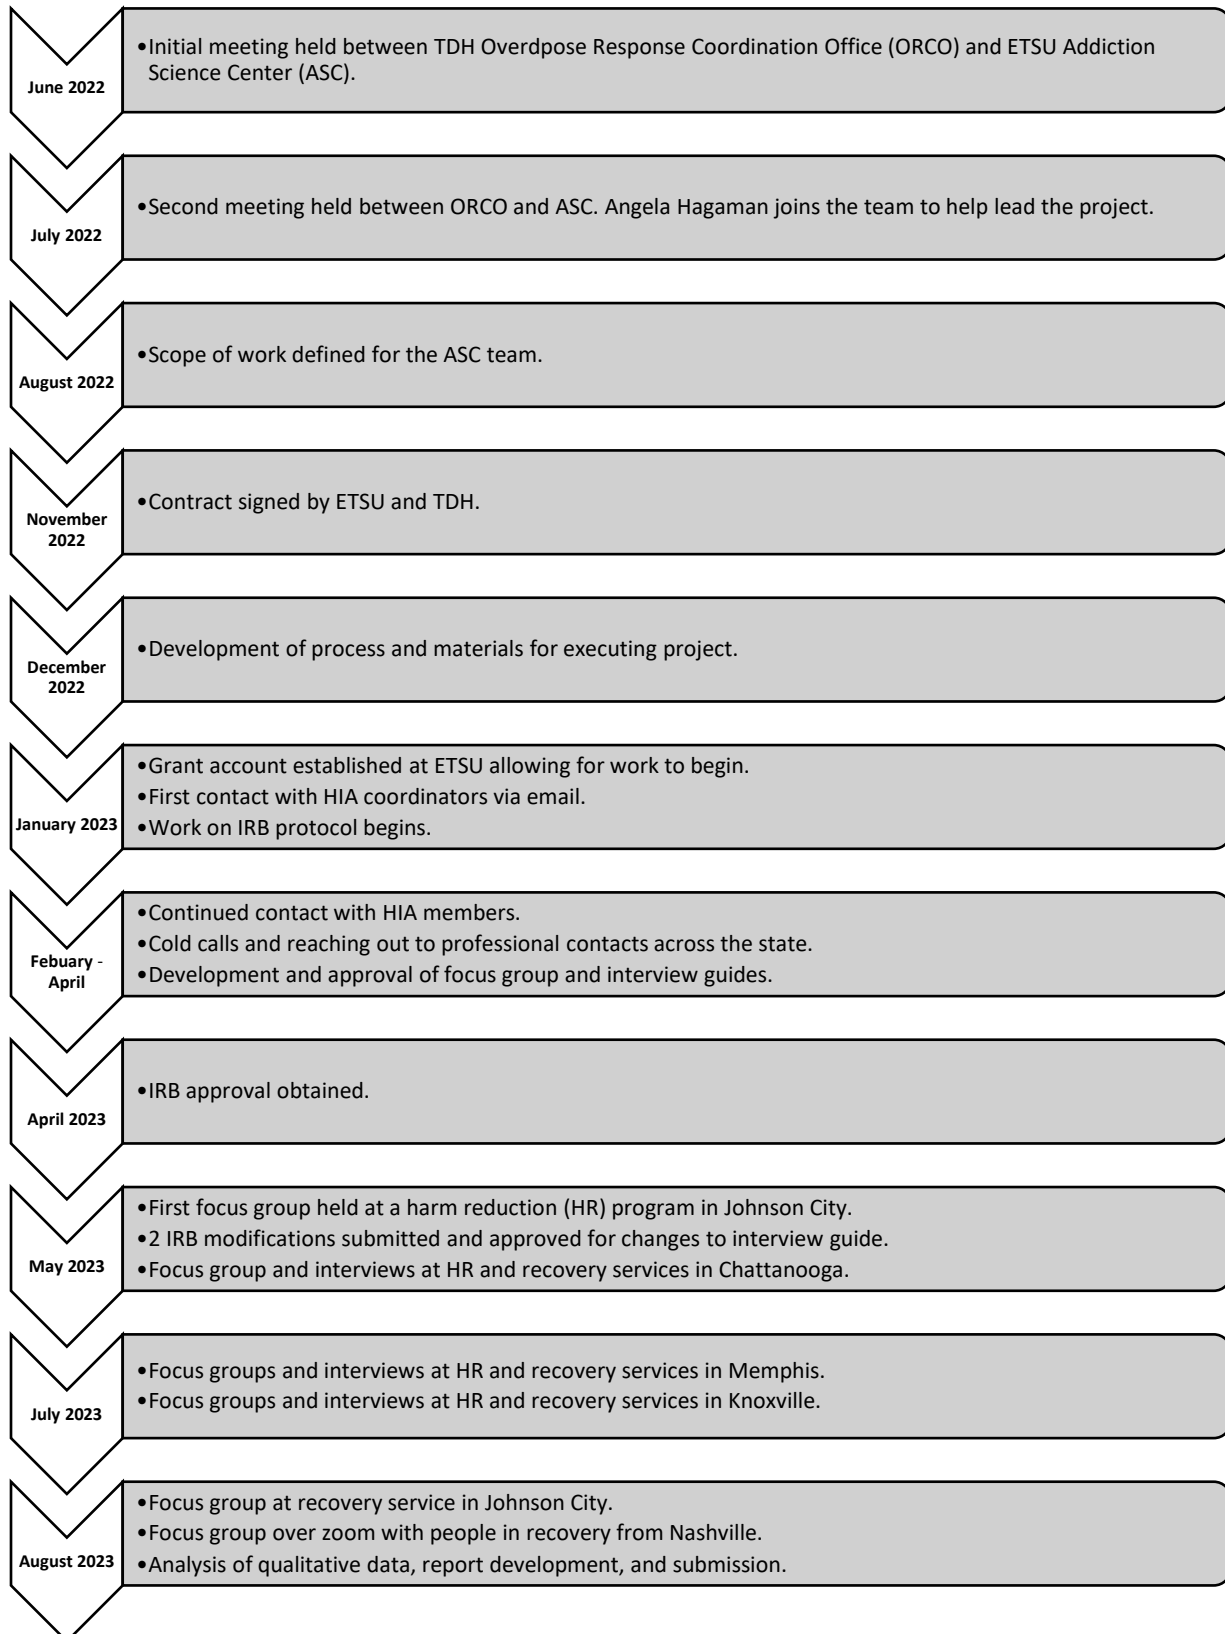 June 2022
•Initial meeting held between TDH Overdpose Response Coordination Office (ORCO) and ETSU Addiction
Science Center (ASC).
July 2022
•Second meeting held between ORCO and ASC. Angela Hagaman joins the team to help lead the project.
August 2022
•Scope of work defined for the ASC team.
November
2022
•Contract signed by ETSU and TDH.
December
2022
•Development of process and materials for executing project.
January 2023
•Grant account established at ETSU allowing for work to begin.
•First contact with HIA coordinators via email.
•Work on IRB protocol begins.
Febuary -
April
•Continued contact with HIA members.
•Cold calls and reaching out to professional contacts across the state.
•Development and approval of focus group and interview guides.
April 2023
•IRB approval obtained.
May 2023
•First focus group held at a harm reduction (HR) program in Johnson City.
•2 IRB modifications submitted and approved for changes to interview guide.
•Focus group and interviews at HR and recovery services in Chattanooga.
July 2023
•Focus groups and interviews at HR and recovery services in Memphis.
•Focus groups and interviews at HR and recovery services in Knoxville.
August 2023
•Focus group at recovery service in Johnson City.
•Focus group over zoom with people in recovery from Nashville.
•Analysis of qualitative data, report development, and submission.